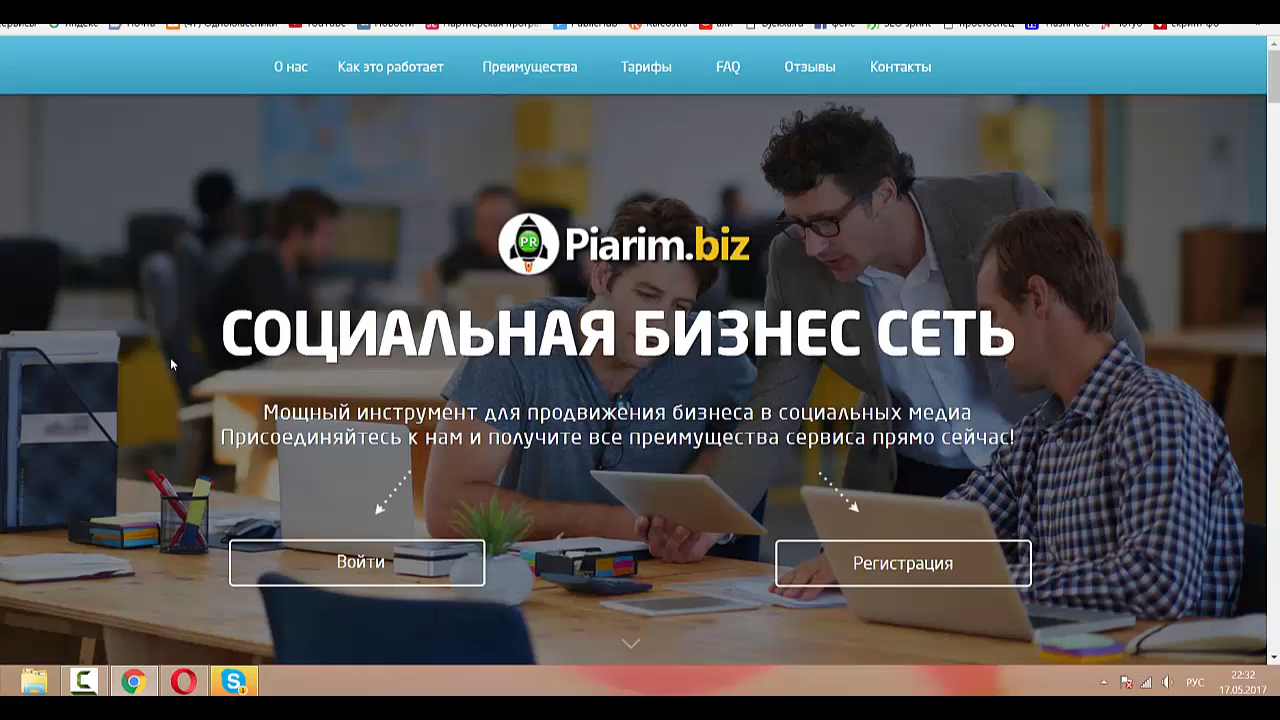 О нас Как это работает Преимущества Тарифы FAQ Отзывы Контакты
PR Piarim.biz
СОЦИАЛЬНАЯ БИЗНЕС СЕТЬ
Мощный инструмент для продвижения бизнеса в социальных медиа
Присоединяйтесь к нам и получите все преимущества сервиса прямо сейчас!
Войти Регистрация
РУС 22:32
17.05.2017